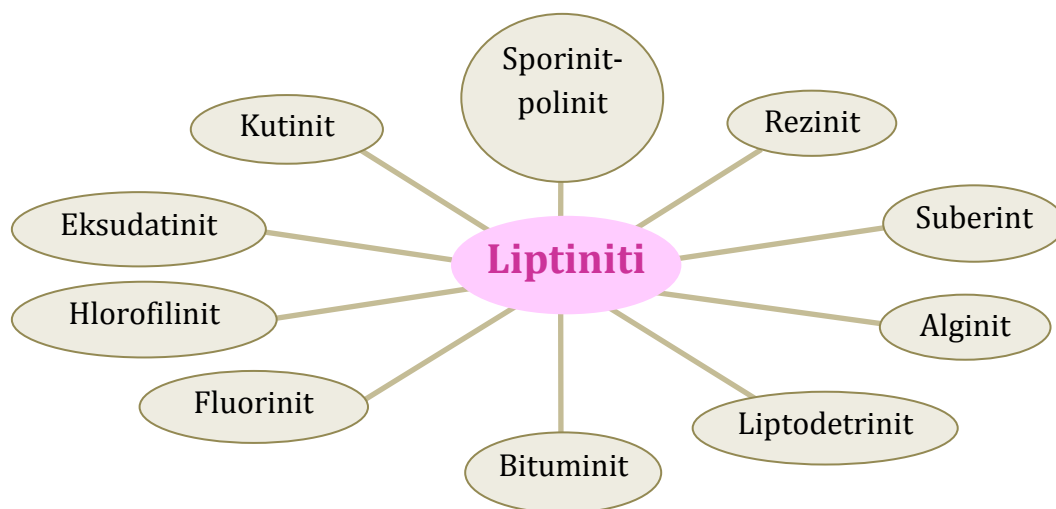 Sporinit-
polinit
Kutinit
Rezinit
Eksudatinit
Suberint
Liptiniti
Hlorofilinit
Alginit
Fluorinit
Liptodetrinit
Bituminit